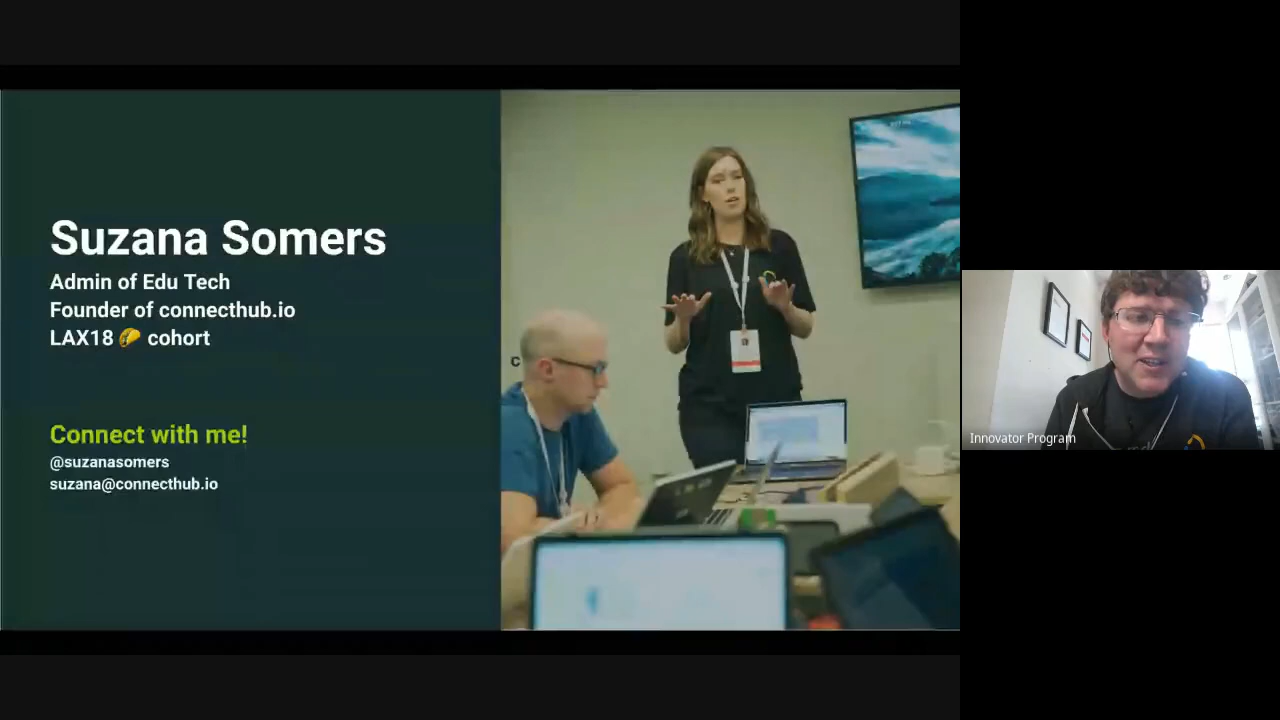 Suzana Somers
Admin of Edu Tech
Founder of connecthub.io
LAX18 🌮 cohort
Connect with me!
@suzanasomers
suzana@connecthub.io
Innovator Program